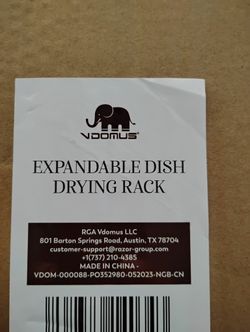 VDOMUS®
EXPANDABLE DISH
DRYING RACK
RGA Vdomus LLC
801 Barton Springs Road, Austin, TX 78704
customer-support@razor-group.com
+1(737) 210-4385
MADE IN CHINA -
VDOM-000088-PO352980-052023-NGB-CN